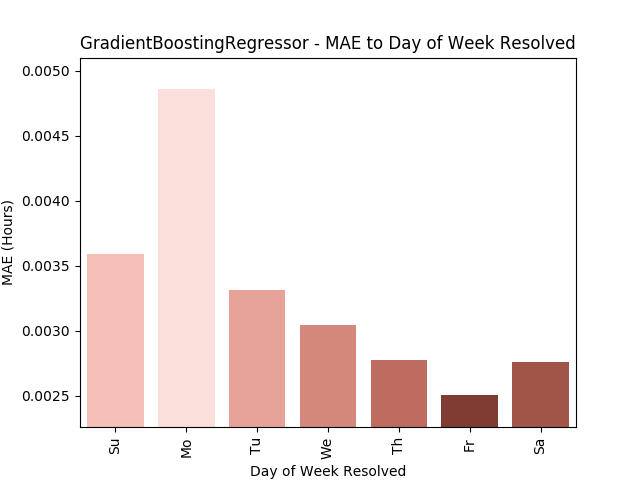 GradientBoostingRegressor - MAE to Day of Week Resolved
0.0050
0.0045
0.0040
0.0035
0.0030
0.0025
MAE (Hours)
Su
Mo
Tu
We
Th
Fr
Sa
Day of Week Resolved